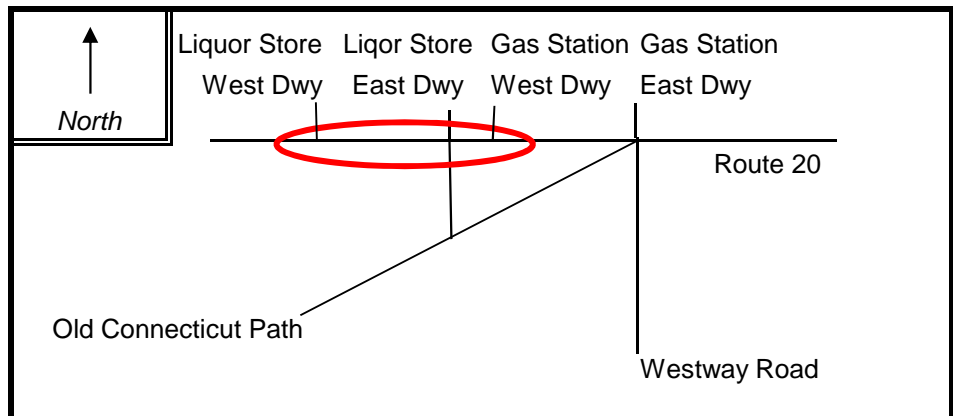 Liquor Store Liqor Store Gas Station Gas Station
West Dwy East Dwy West Dwy East Dwy
North
Route 20
Old Connecticut Path
Westway Road